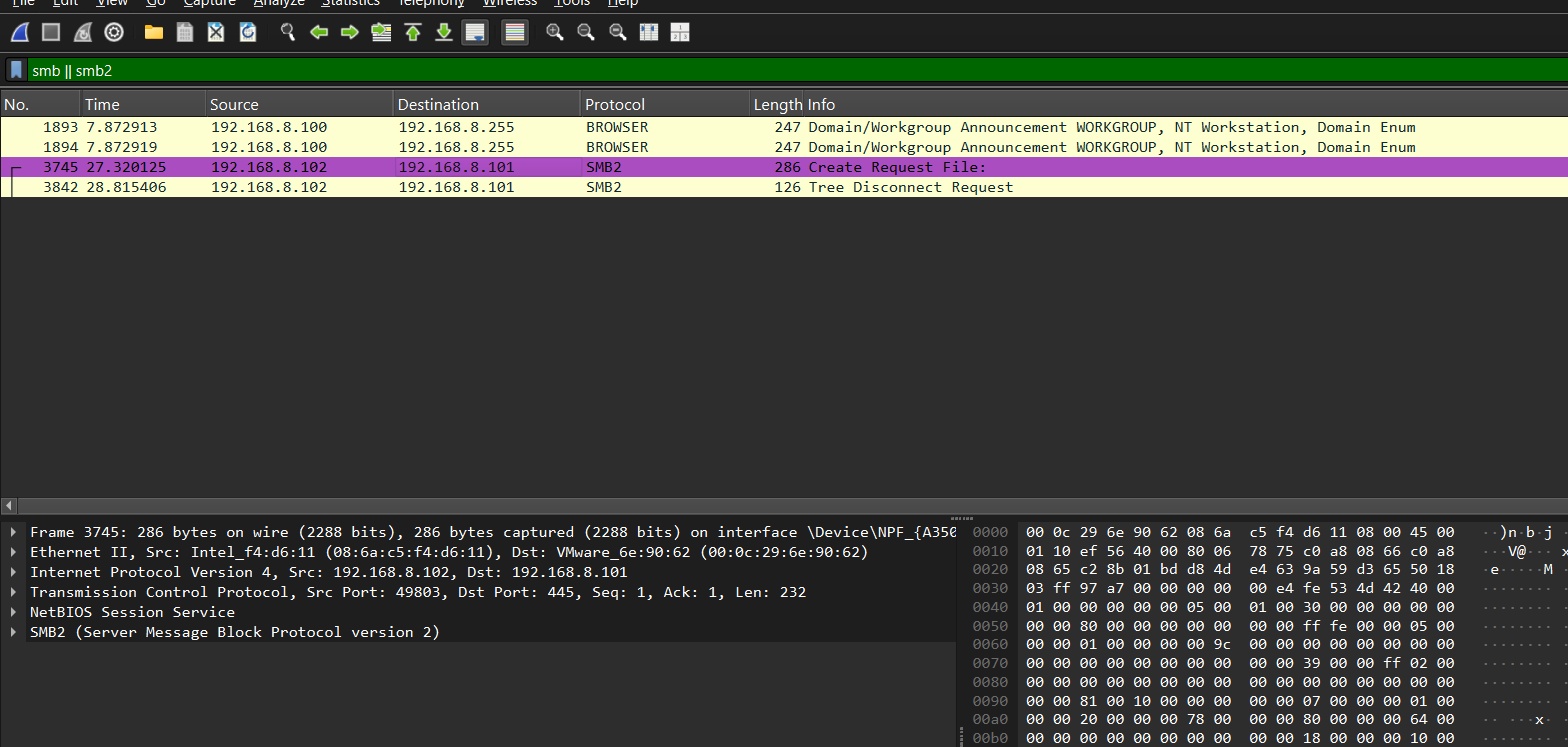 File Edit View Go Capture Analyze Statistics Telephony Wireless Tools Help
smb || smb2
No. Time Source Destination Protocol Length Info
1893 7.872913 192.168.8.100 192.168.8.255 BROWSER 247 Domain/Workgroup Announcement WORKGROUP, NT Workstation, Domain Enum
1894 7.872919 192.168.8.100 192.168.8.255 BROWSER 247 Domain/Workgroup Announcement WORKGROUP, NT Workstation, Domain Enum
3745 27.320125 192.168.8.102 192.168.8.101 SMB2 286 Create Request File:
3842 28.815406 192.168.8.102 192.168.8.101 SMB2 126 Tree Disconnect Request
Frame 3745: 286 bytes on wire (2288 bits), 286 bytes captured (2288 bits) on interface \Device\NPF_{A350
Ethernet II, Src: Intel_f4:d6:11 (08:6a:c5:f4:d6:11), Dst: VMware_6e:90:62 (00:0c:29:6e:90:62)
Internet Protocol Version 4, Src: 192.168.8.102, Dst: 192.168.8.101
Transmission Control Protocol, Src Port: 49803, Dst Port: 445, Seq: 1, Ack: 1, Len: 232
NetBIOS Session Service
SMB2 (Server Message Block Protocol version 2)
0000 00 0c 29 6e 90 62 08 6a c5 f4 d6 11 08 00 45 00 ··)n·b·j
0010 01 10 ef 56 40 00 80 06 78 75 c0 a8 08 66 c0 a8 ···V@··· x
0020 08 65 c2 8b 01 bd d8 4d e4 63 9a 59 d3 65 50 18 ·e·····M
0030 03 ff 97 a7 00 00 00 00 00 e4 fe 53 4d 42 40 00 ········
0040 01 00 00 00 00 00 05 00 01 00 30 00 00 00 00 00 ········
0050 00 00 80 00 00 00 00 00 00 00 ff fe 00 00 05 00 ········
0060 00 00 01 00 00 00 00 9c 00 00 00 00 00 00 00 00 ········
0070 00 00 00 00 00 00 00 00 00 00 39 00 00 ff 02 00 ········
0080 00 00 00 00 00 00 00 00 00 00 00 00 00 00 00 00 ········
0090 00 00 81 00 10 00 00 00 00 00 07 00 00 00 01 00 ········
00a0 00 00 20 00 00 00 78 00 00 00 80 00 00 00 64 00 ·· ···x·
00b0 00 00 00 00 00 00 00 00 00 00 18 00 00 00 10 00 ········